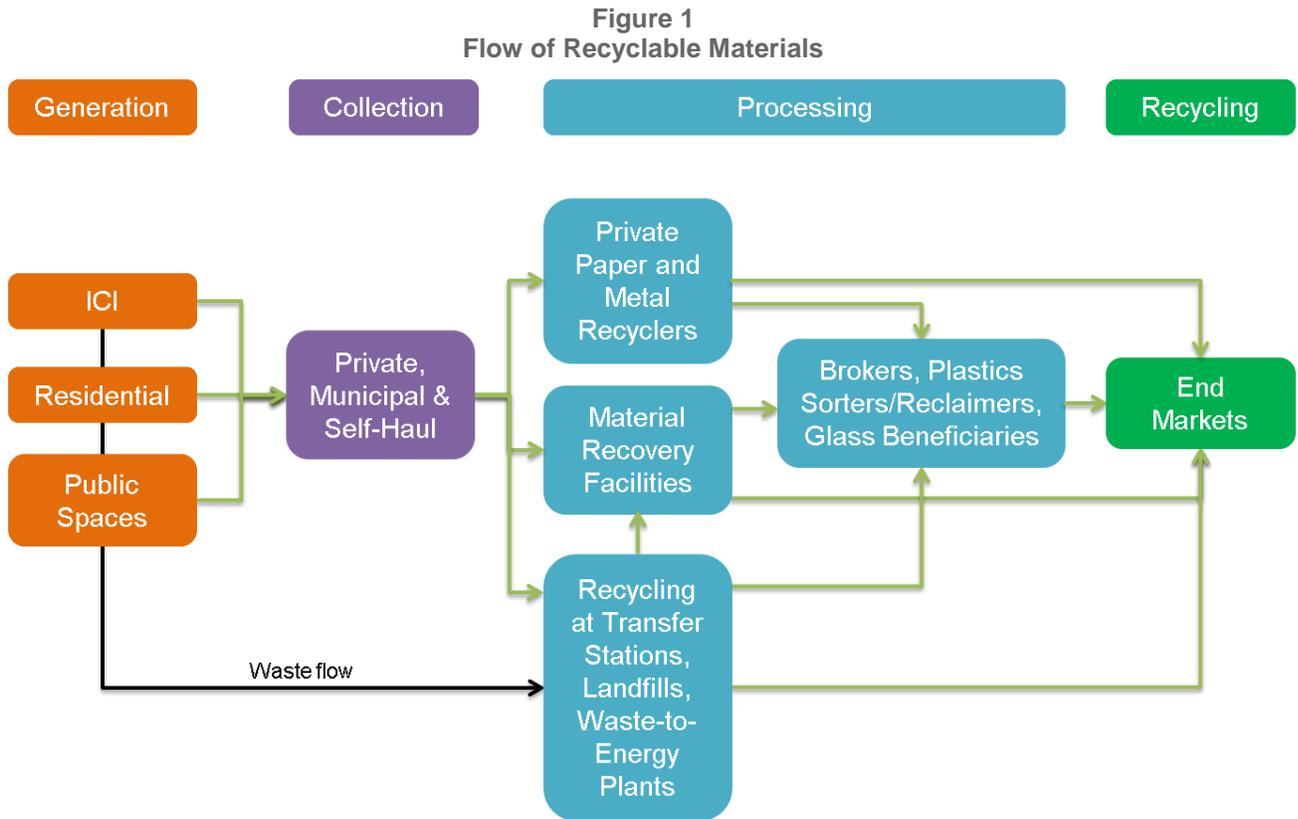 Figure 1
Flow of Recyclable Materials
Generation
Collection
Processing
Recycling
ICI
Residential
Public
Spaces
Private,
Municipal &
Self-Haul
Private
Paper and
Metal
Recyclers
Material
Recovery
Facilities
Recycling
at Transfer
Stations,
Landfills,
Waste-to-
Energy
Plants
Brokers, Plastics
Sorters/Reclaimers,
Glass Beneficiaries
End
Markets
Waste flow